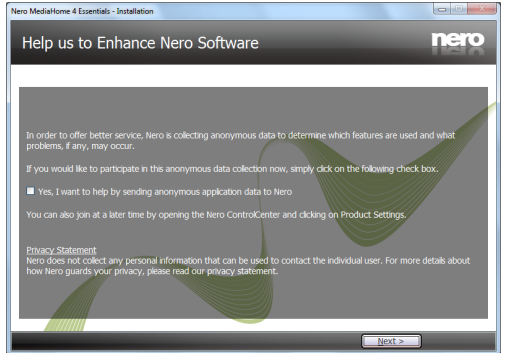 Nero MediaHome 4 Essentials - Installation
Help us to Enhance Nero Software
nero
In order to offer better service, Nero is collecting anonymous data to determine which features are used and what
problems, if any, may occur.
If you would like to participate in this anonymous data collection now, simply click on the following check box.
Yes, I want to help by sending anonymous application data to Nero
You can also join at a later time by opening the Nero ControlCenter and clicking on Product Settings.
Privacy Statement
Nero does not collect any personal information that can be used to contact the individual user. For more details about
how Nero guards your privacy, please read our privacy statement.
Next >